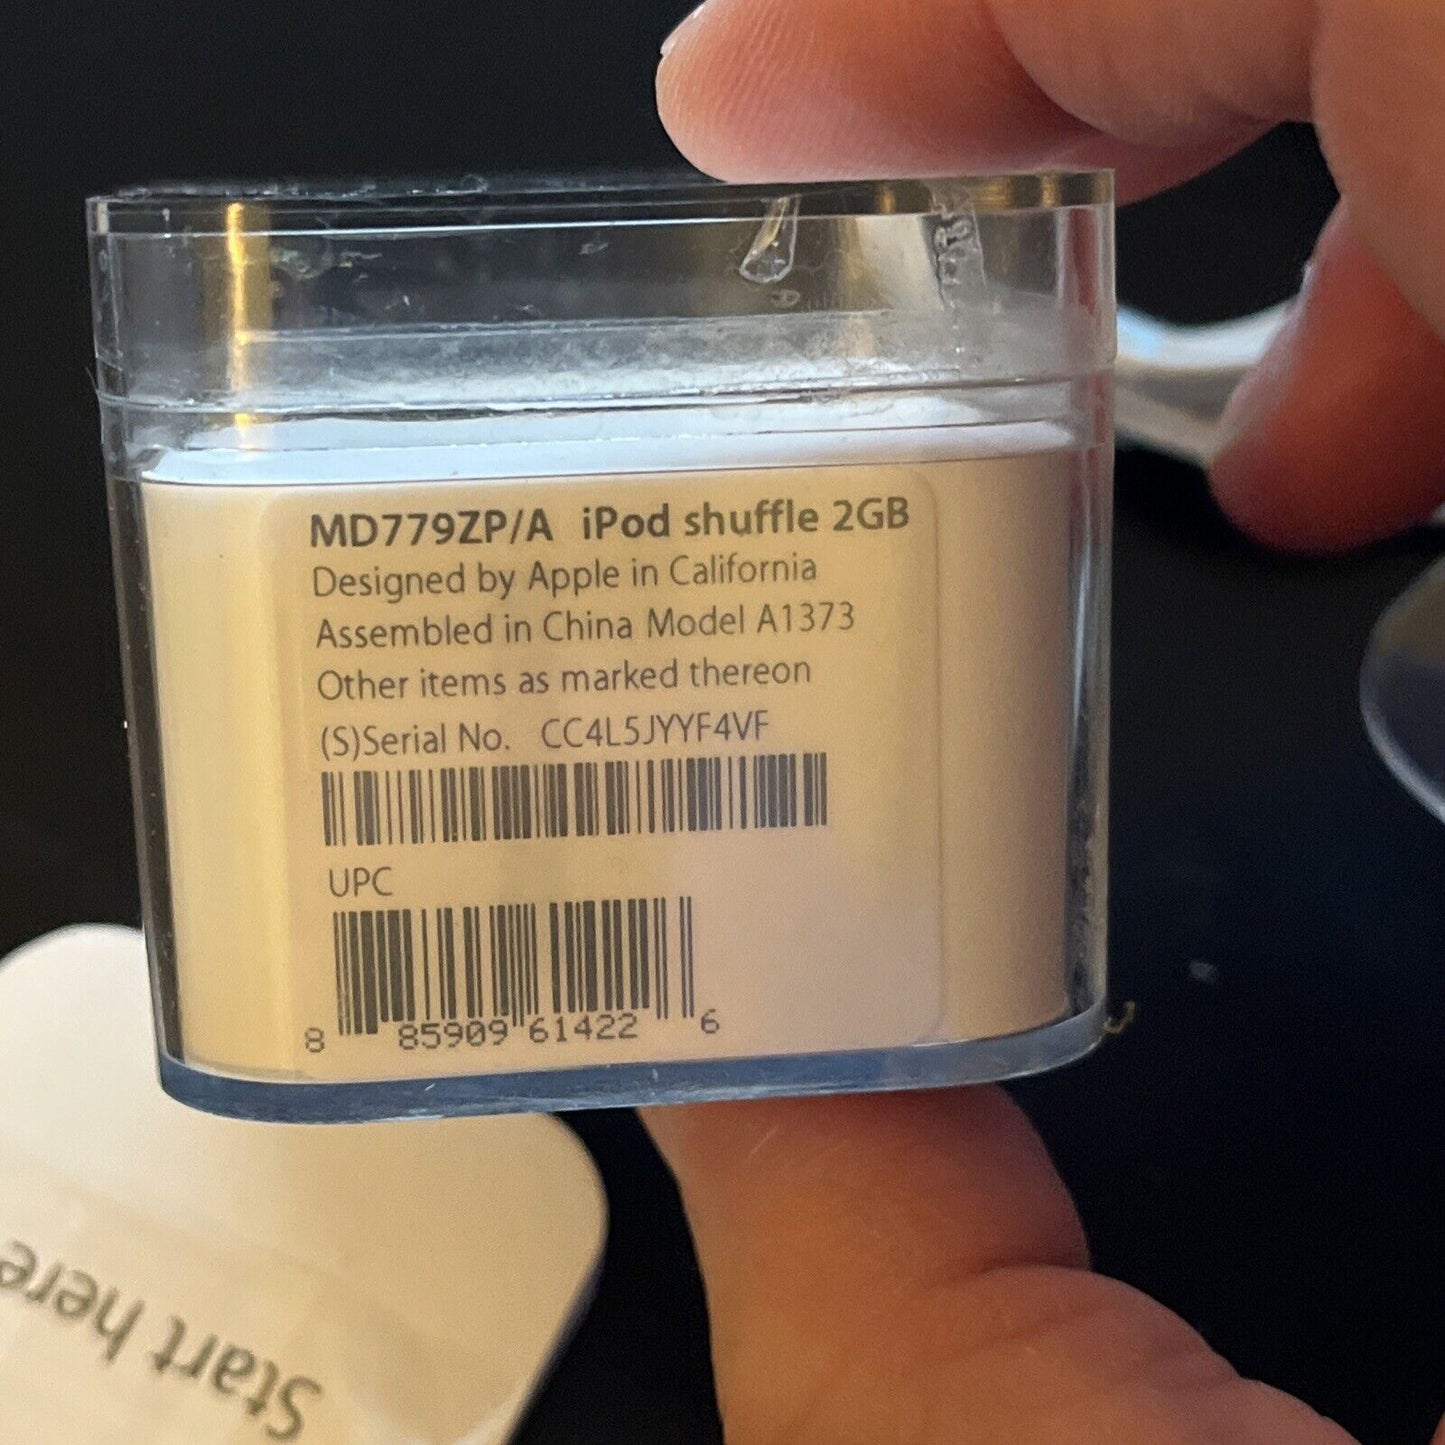 MD779ZP/A iPod shuffle 2GB
Designed by Apple in California
Assembled in China Model A1373
Other items as marked thereon
(S)Serial No. CC4L5JYYF4VF
UPC
8 85909 61422 6
Start here